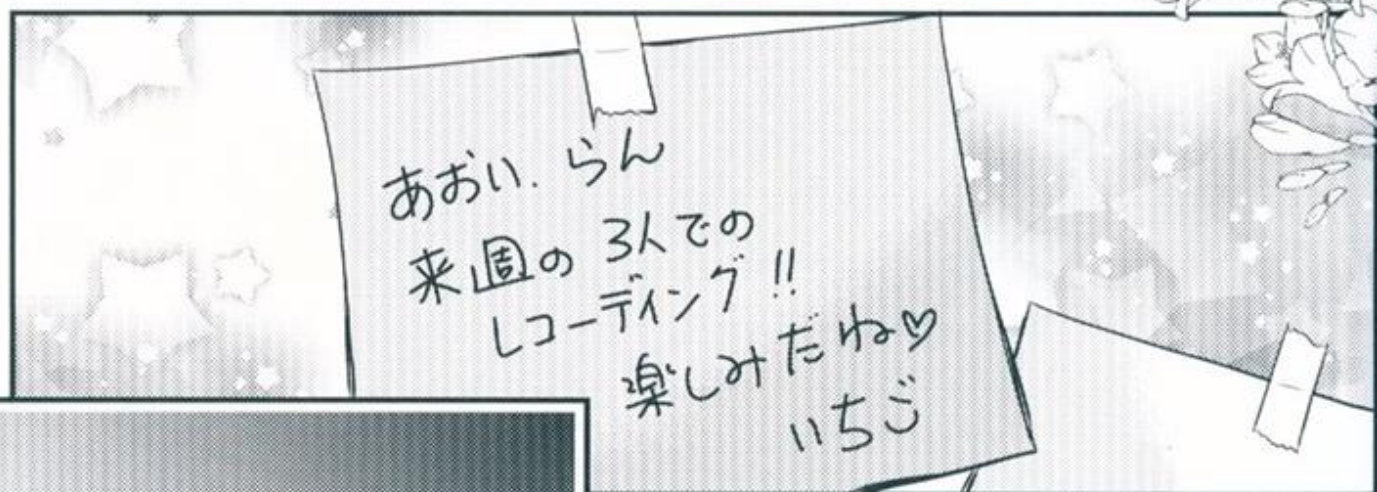 あおい.らん
来週の3人での
レコーディング!!
楽しみだね♡
いちご